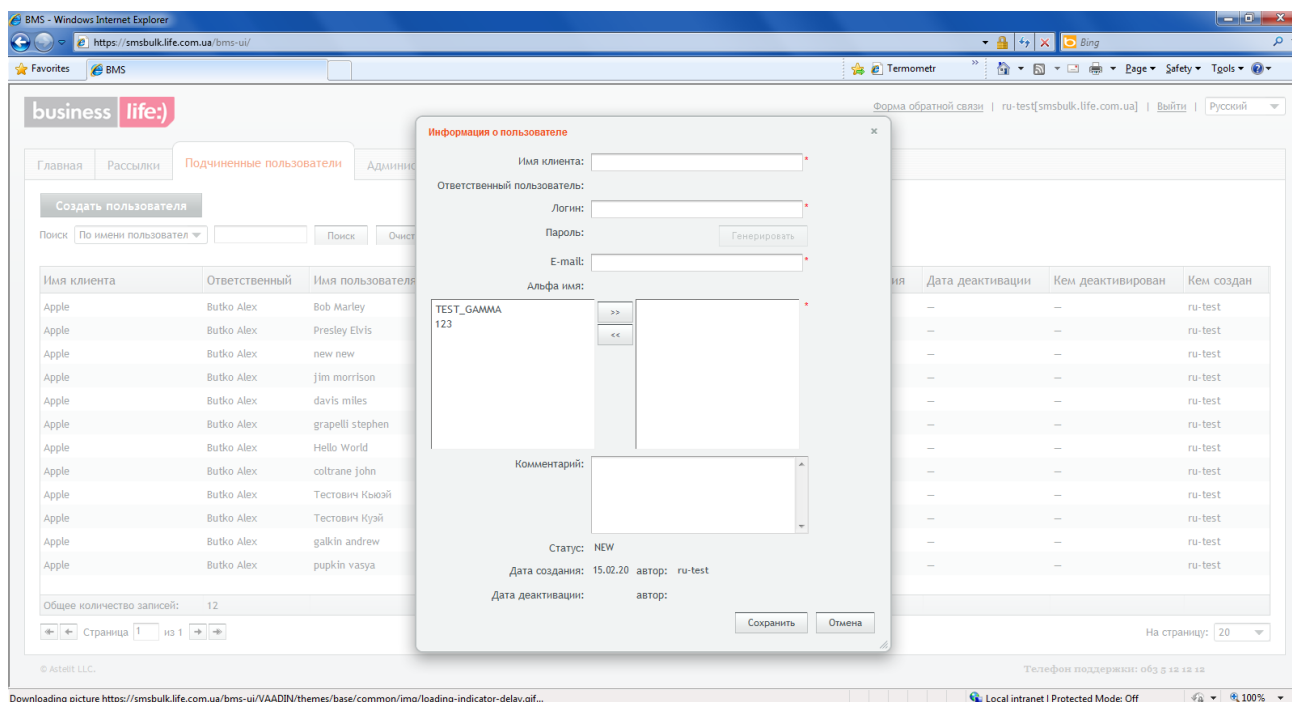 BMS - Windows Internet Explorer
https://smsbulk.life.com.ua/bms-ui/
Bing
Favorites BMS Termometr >> Page Safety Tools
business life:)
Форма обратной связи | ru-test[smsbulk.life.com.ua] | Выйти | Русский
Главная Рассылки Подчиненные пользователи
Создать пользователя
Поиск По имени пользовател Поиск
Информация о пользователе
Имя клиента: *
Ответственный пользователь:
Логин: *
Пароль: Генерировать
E-mail: *
Альфа имя:
TEST_GAMMA >> *
123 <<
Комментарий:
Статус: NEW
Дата создания: 15.02.20 автор: ru-test
Дата деактивации: автор:
Сохранить Отмена
Имя клиента Ответственный Имя пользователя Дата деактивации Кем деактивирован Кем создан
Apple Butko Alex Bob Marley — — ru-test
Apple Butko Alex Presley Elvis — — ru-test
Apple Butko Alex new new — — ru-test
Apple Butko Alex jim morrison — — ru-test
Apple Butko Alex davis miles — — ru-test
Apple Butko Alex grapelli stephen — — ru-test
Apple Butko Alex Hello World — — ru-test
Apple Butko Alex coltrane john — — ru-test
Apple Butko Alex Тестович Кьюэй — — ru-test
Apple Butko Alex Тестович Куэй — — ru-test
Apple Butko Alex galkin andrew — — ru-test
Apple Butko Alex pupkin vasya — — ru-test
Общее количество записей: 12
Страница 1 из 1 На страницу: 20
© Astelit LLC. Телефон поддержки: 063 5 12 12 12
Downloading picture https://smsbulk.life.com.ua/bms-ui/VAADIN/themes/base/common/img/loading-indicator-delay.gif... Local intranet | Protected Mode: Off 100%